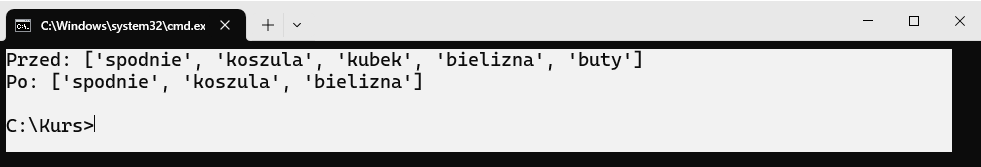 C:\Windows\system32\cmd.ex
Przed: ['spodnie', 'koszula', 'kubek', 'bielizna', 'buty']
Po: ['spodnie', 'koszula', 'bielizna']
C:\Kurs>